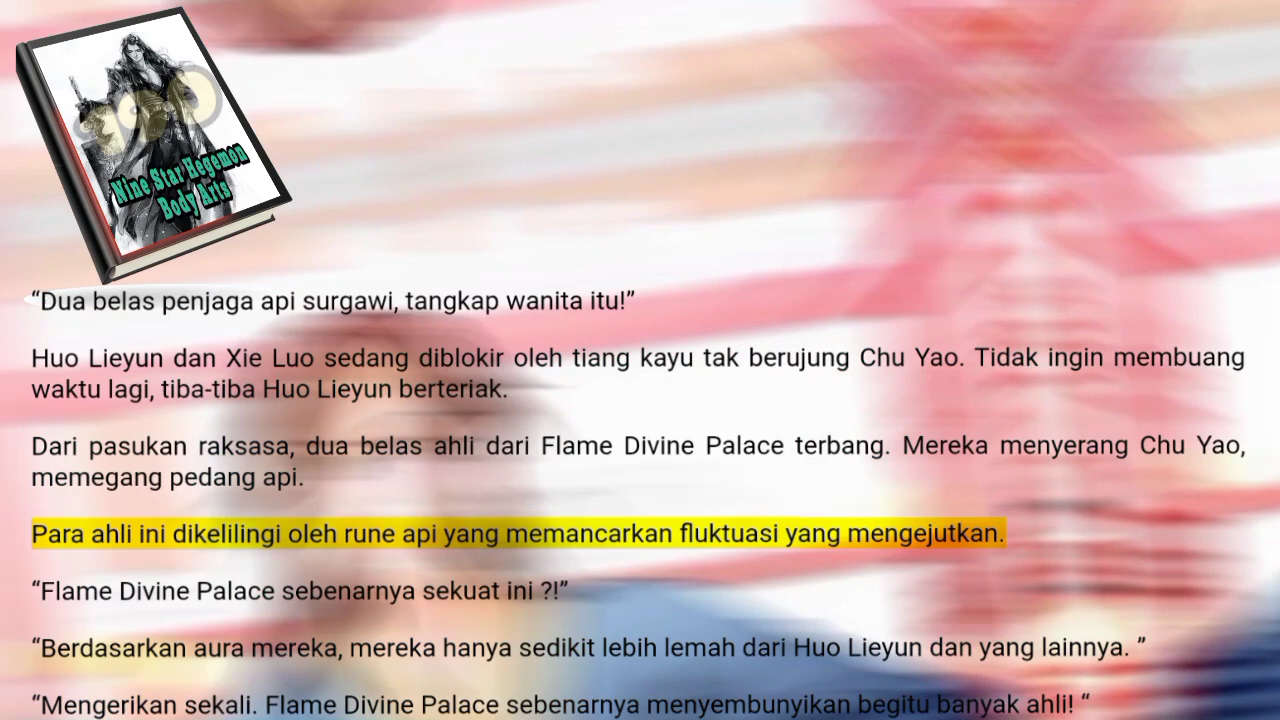 Nine Star Hegemon
Body Arts
“Dua belas penjaga api surgawi, tangkap wanita itu!”
Huo Lieyun dan Xie Luo sedang diblokir oleh tiang kayu tak berujung Chu Yao. Tidak ingin membuang
waktu lagi, tiba-tiba Huo Lieyun berteriak.
Dari pasukan raksasa, dua belas ahli dari Flame Divine Palace terbang. Mereka menyerang Chu Yao,
memegang pedang api.
Para ahli ini dikelilingi oleh rune api yang memancarkan fluktuasi yang mengejutkan.
“Flame Divine Palace sebenarnya sekuat ini ?!”
“Berdasarkan aura mereka, mereka hanya sedikit lebih lemah dari Huo Lieyun dan yang lainnya. ”
“Mengerikan sekali. Flame Divine Palace sebenarnya menyembunyikan begitu banyak ahli! “